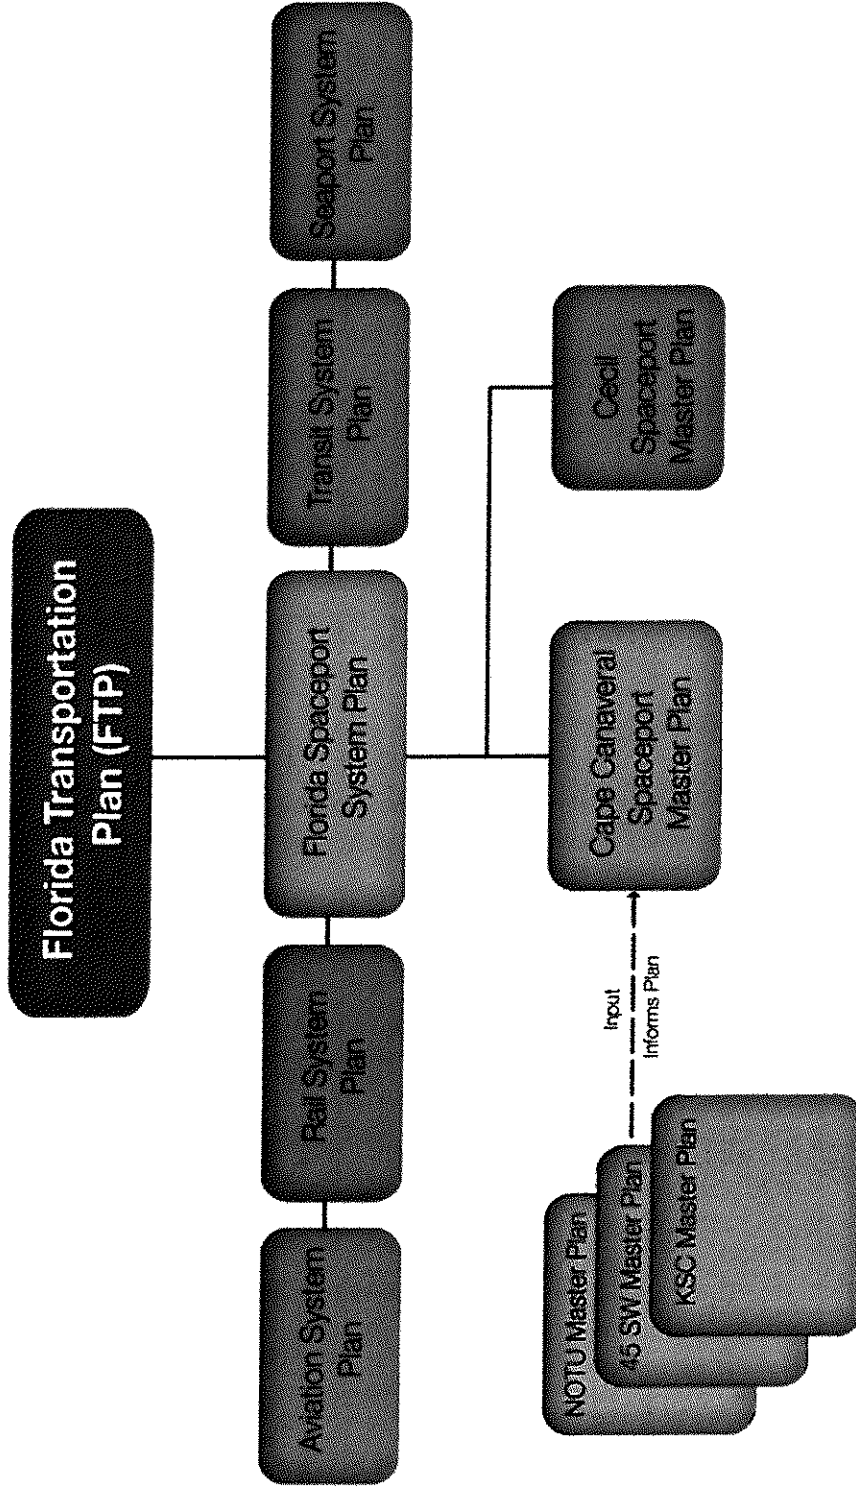 Florida Transportation
Plan (FTP)
Aviation System
Plan
Rail System
Plan
Florida Spaceport
System Plan
Transit System
Plan
Seaport System
Plan
NOTU Master Plan
45 SW Master Plan
KSC Master Plan
Input
Informs Plan
Cape Canaveral
Spaceport
Master Plan
Cecil
Spaceport
Master Plan